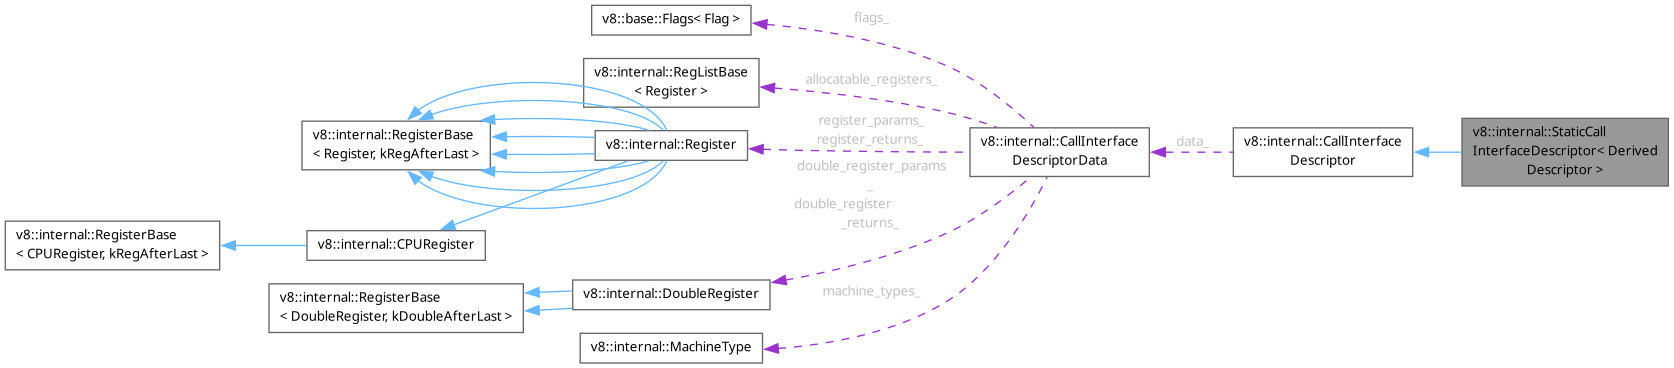 v8::base::Flags< Flag >
flags_
v8::internal::RegListBase
< Register >
allocatable_registers_
v8::internal::RegisterBase
< Register, kRegAfterLast >
v8::internal::Register
register_params_
register_returns_
v8::internal::CallInterface
DescriptorData
data_
v8::internal::CallInterface
Descriptor
v8::internal::StaticCall
InterfaceDescriptor< Derived
Descriptor >
double_register_params
_
double_register
_returns_
v8::internal::RegisterBase
< CPURegister, kRegAfterLast >
v8::internal::CPURegister
v8::internal::RegisterBase
< DoubleRegister, kDoubleAfterLast >
v8::internal::DoubleRegister
machine_types_
v8::internal::MachineType